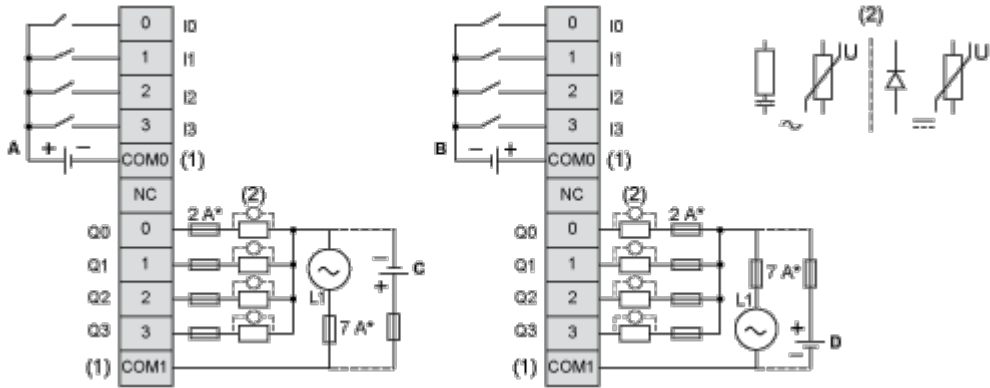 0 I0
1 I1
2 I2
3 I3
A + − COM0 (1)
NC
(2)
2 A*
Q0 0
Q1 1
Q2 2
Q3 3
(1) COM1
~ L1
7 A*
− + C
0 I0
1 I1
2 I2
3 I3
B − + COM0 (1)
NC
(2)
2 A*
Q0 0
Q1 1
Q2 2
Q3 3
(1) COM1
7 A*
L1 ~
+ − D
(2)
U U
~